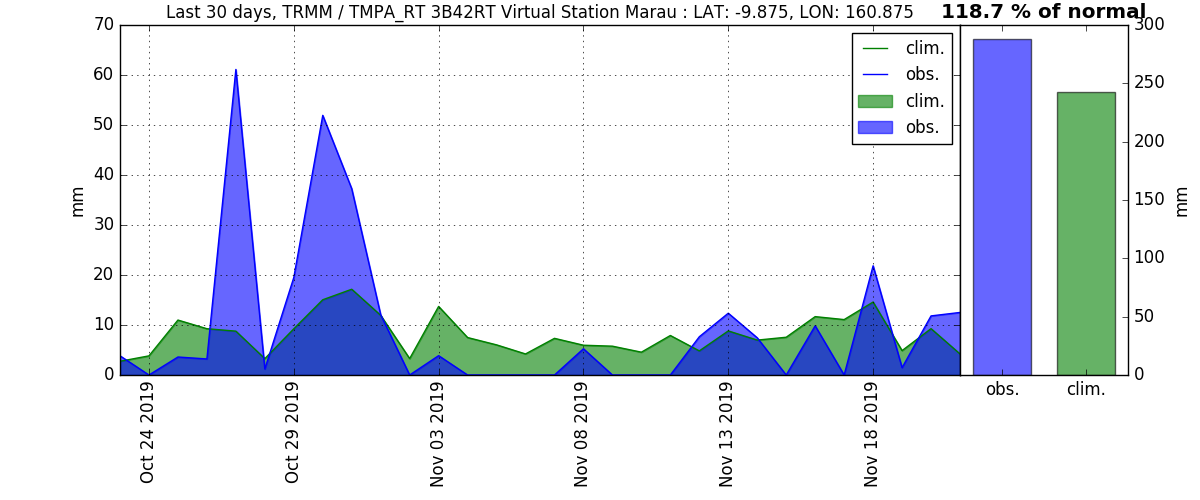 Last 30 days, TRMM / TMPA_RT 3B42RT Virtual Station Marau : LAT: -9.875, LON: 160.875
118.7 % of normal
70
60
50
40
30
20
10
0
mm
clim.
obs.
clim.
obs.
Oct 24 2019
Oct 29 2019
Nov 03 2019
Nov 08 2019
Nov 13 2019
Nov 18 2019
300
250
200
150
100
50
0
mm
obs.
clim.